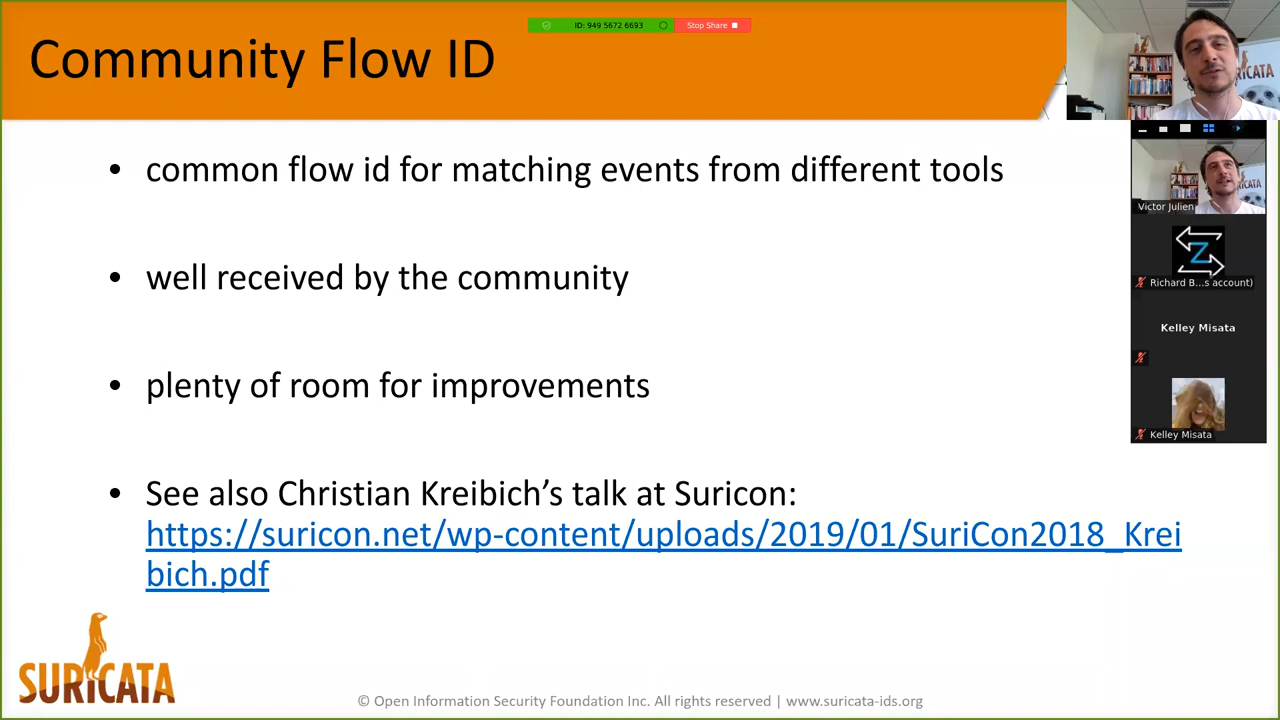 Community Flow ID
ID: 949 5672 6693
Stop Share
• common flow id for matching events from different tools
• well received by the community
• plenty of room for improvements
• See also Christian Kreibich’s talk at Suricon:
https://suricon.net/wp-content/uploads/2019/01/SuriCon2018_Krei
bich.pdf
Victor Julien
Richard B...s account)
Kelley Misata
Kelley Misata
SURICATA
© Open Information Security Foundation Inc. All rights reserved | www.suricata-ids.org